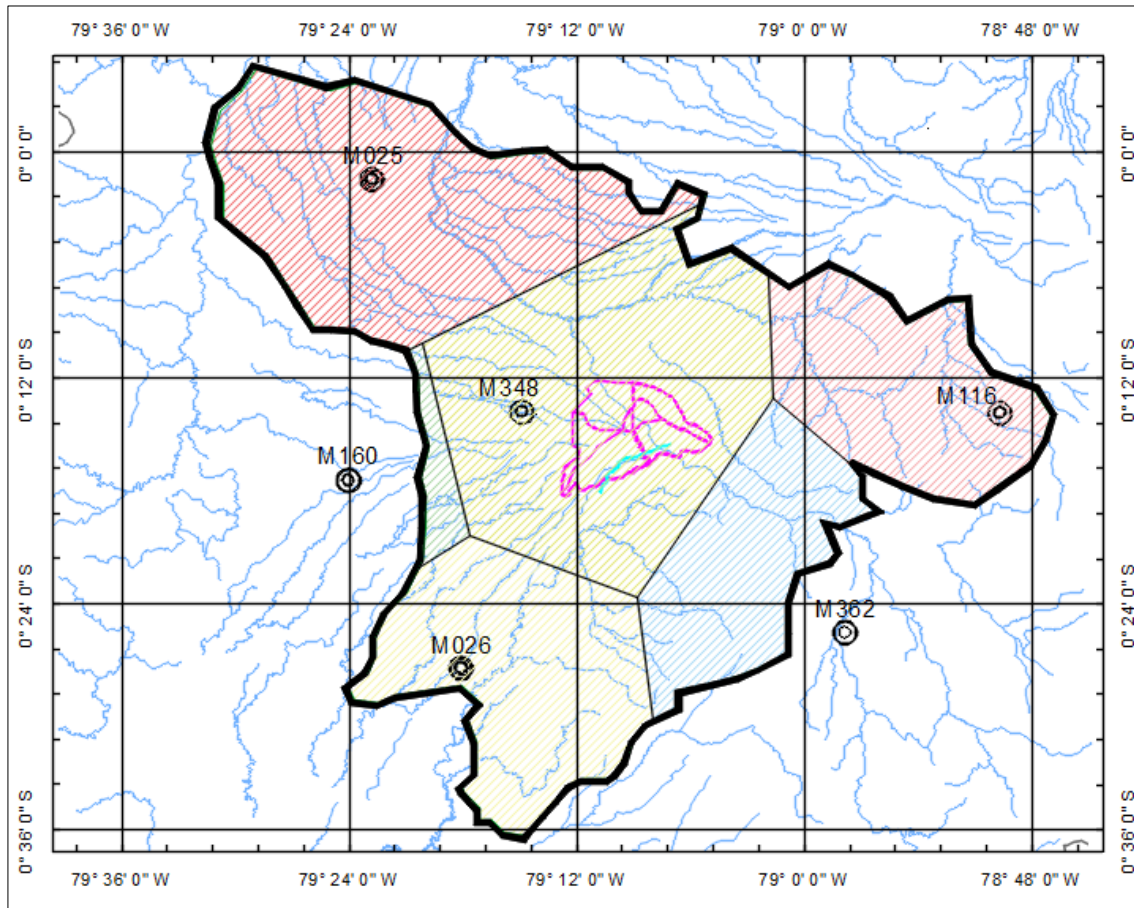 79° 36' 0" W 79° 24' 0" W 79° 12' 0" W 79° 0' 0" W 78° 48' 0" W
0° 0' 0" 0° 0' 0"
M025
0° 12' 0" S 0° 12' 0" S
M348 M116
M160
0° 24' 0" S 0° 24' 0" S
M362
M026
0° 36' 0" S 0° 36' 0" S
79° 36' 0" W 79° 24' 0" W 79° 12' 0" W 79° 0' 0" W 78° 48' 0" W